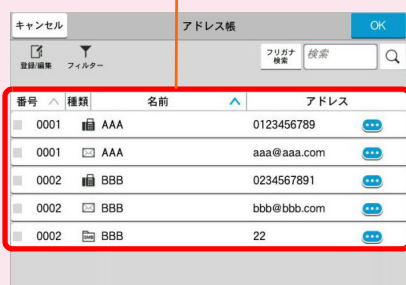 キャンセル アドレス帳 OK
登録/編集 フィルター フリガナ検索 検索
番号 種類 名前 アドレス
0001 AAA 0123456789
0001 AAA aaa@aaa.com
0002 BBB 0234567891
0002 BBB bbb@bbb.com
0002 SMB BBB 22